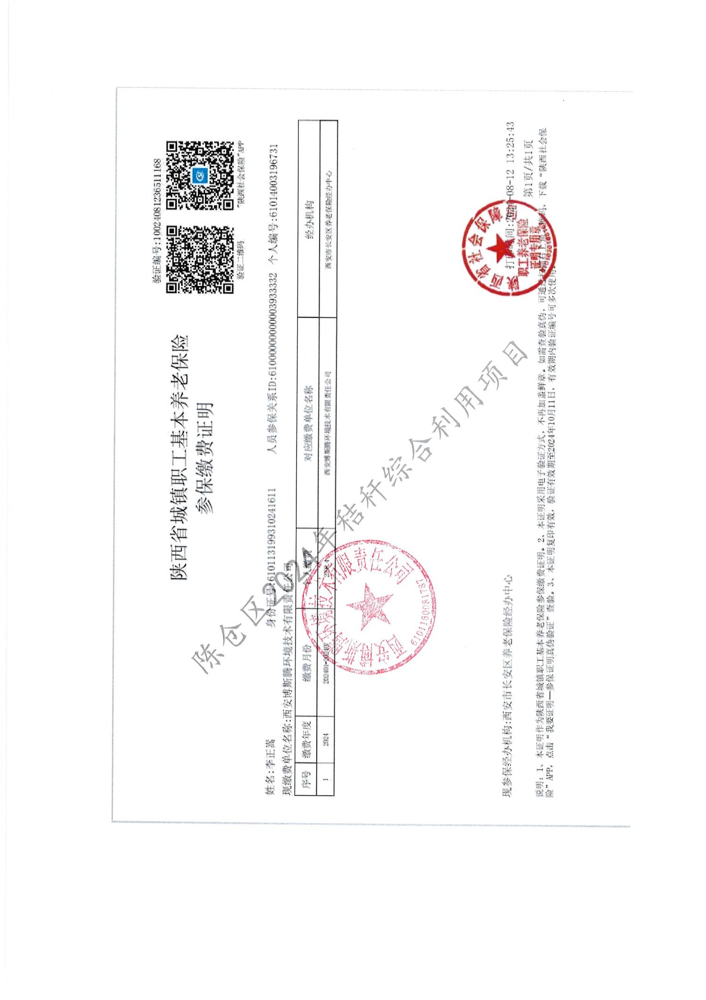 验证编号:10024081236511168
陕西省城镇职工基本养老保险
参保缴费证明
验证二维码
"陕西社会保险"APP
姓名:李正嵩
身份证号:610113199310241611
人员参保关系ID:6100000000003933332
个人编号:61014003196731
现缴费单位名称:西安博斯腾环境技术有限责任公司
序号 缴费年度 缴费月份 个人缴费 对应缴费单位名称 经办机构
1 2024 202401-202407 西安博斯腾环境技术有限责任公司 西安市长安区养老保险经办中心
西安博斯腾环境技术有限责任公司
6101160081787
陈仓区2024年秸秆综合利用项目
现参保经办机构:西安市长安区养老保险经办中心
打印时间:2024-08-12 13:25:43
第1页/共1页
陕西省社会保障局
职工养老保险
证明专用章
说明:1、本证明作为陕西省城镇职工基本养老保险参保缴费证明。2、本证明采用电子验证方式,不再加盖鲜章。如需查验真伪,可通过右上角二维码,下载“陕西社会保
险”APP,点击“我要证明—参保证明真伪验证”查验。3、本证明复印有效,验证有效期至2024年10月11日,有效期内验证编号可多次使用。